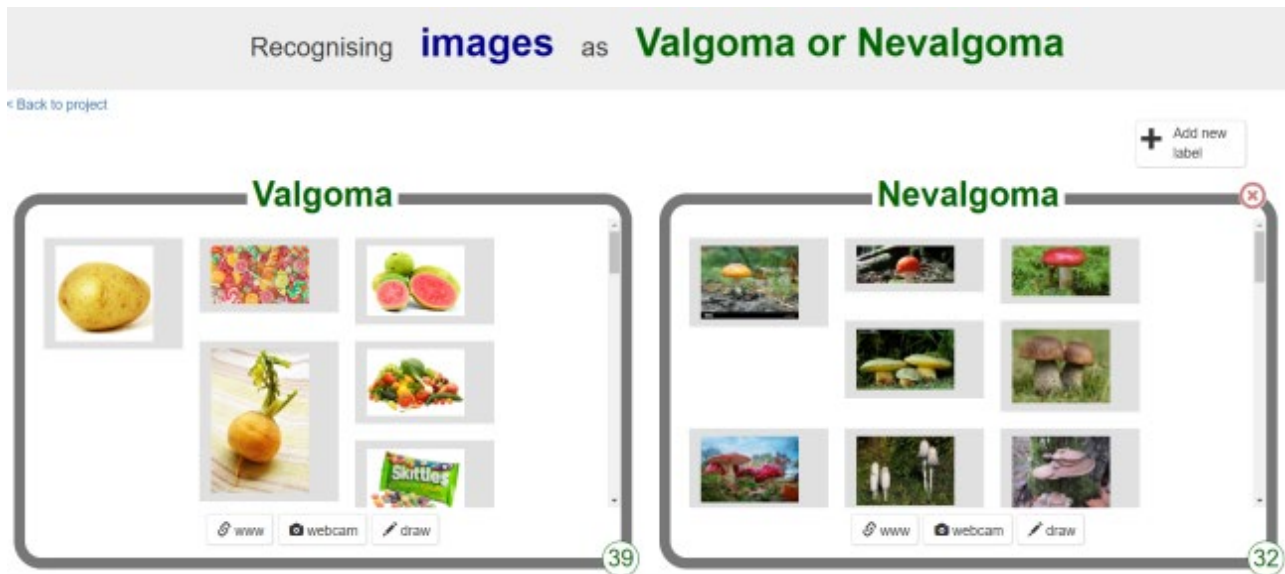 Recognising images as Valgoma or Nevalgoma
< Back to project
Add new
label
Valgoma
Nevalgoma
Skittles
www webcam draw
www webcam draw
39
32